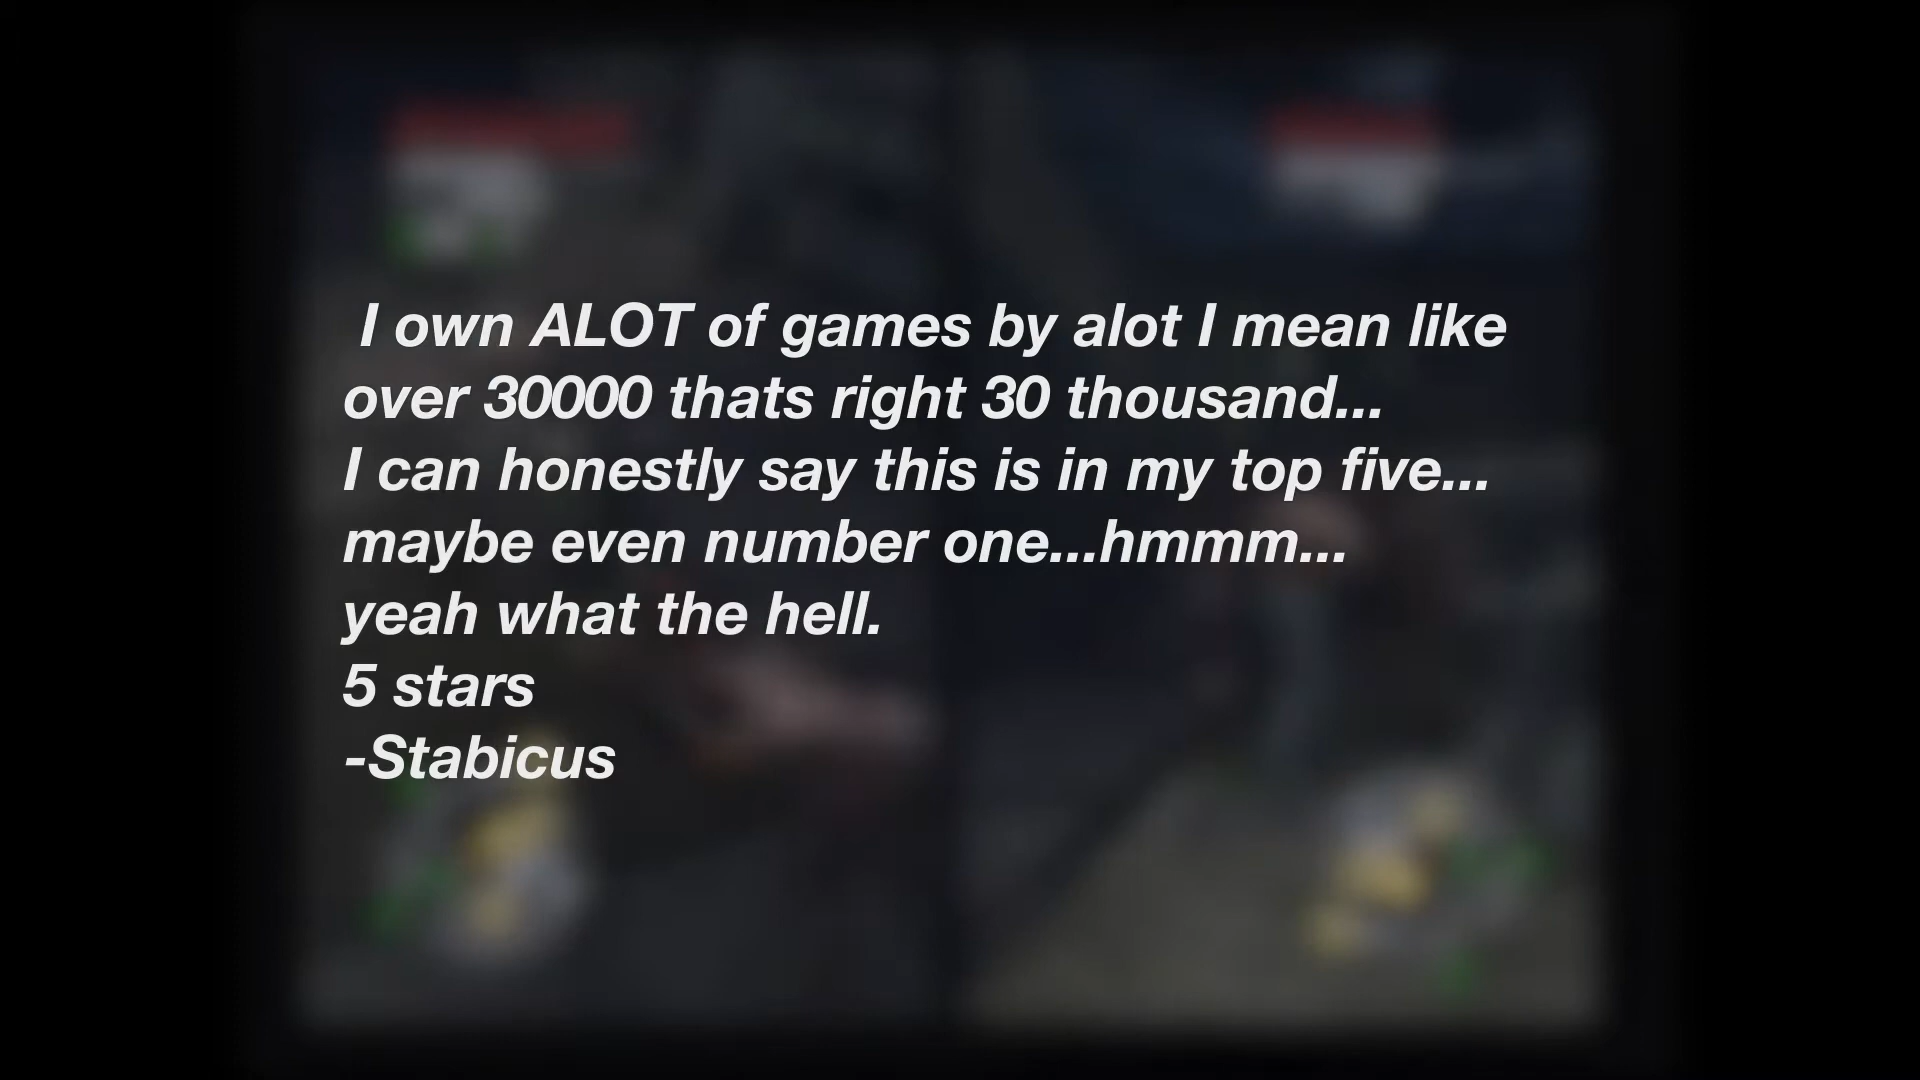 I own ALOT of games by alot I mean like
over 30000 thats right 30 thousand...
I can honestly say this is in my top five...
maybe even number one...hmmm...
yeah what the hell.
5 stars
-Stabicus